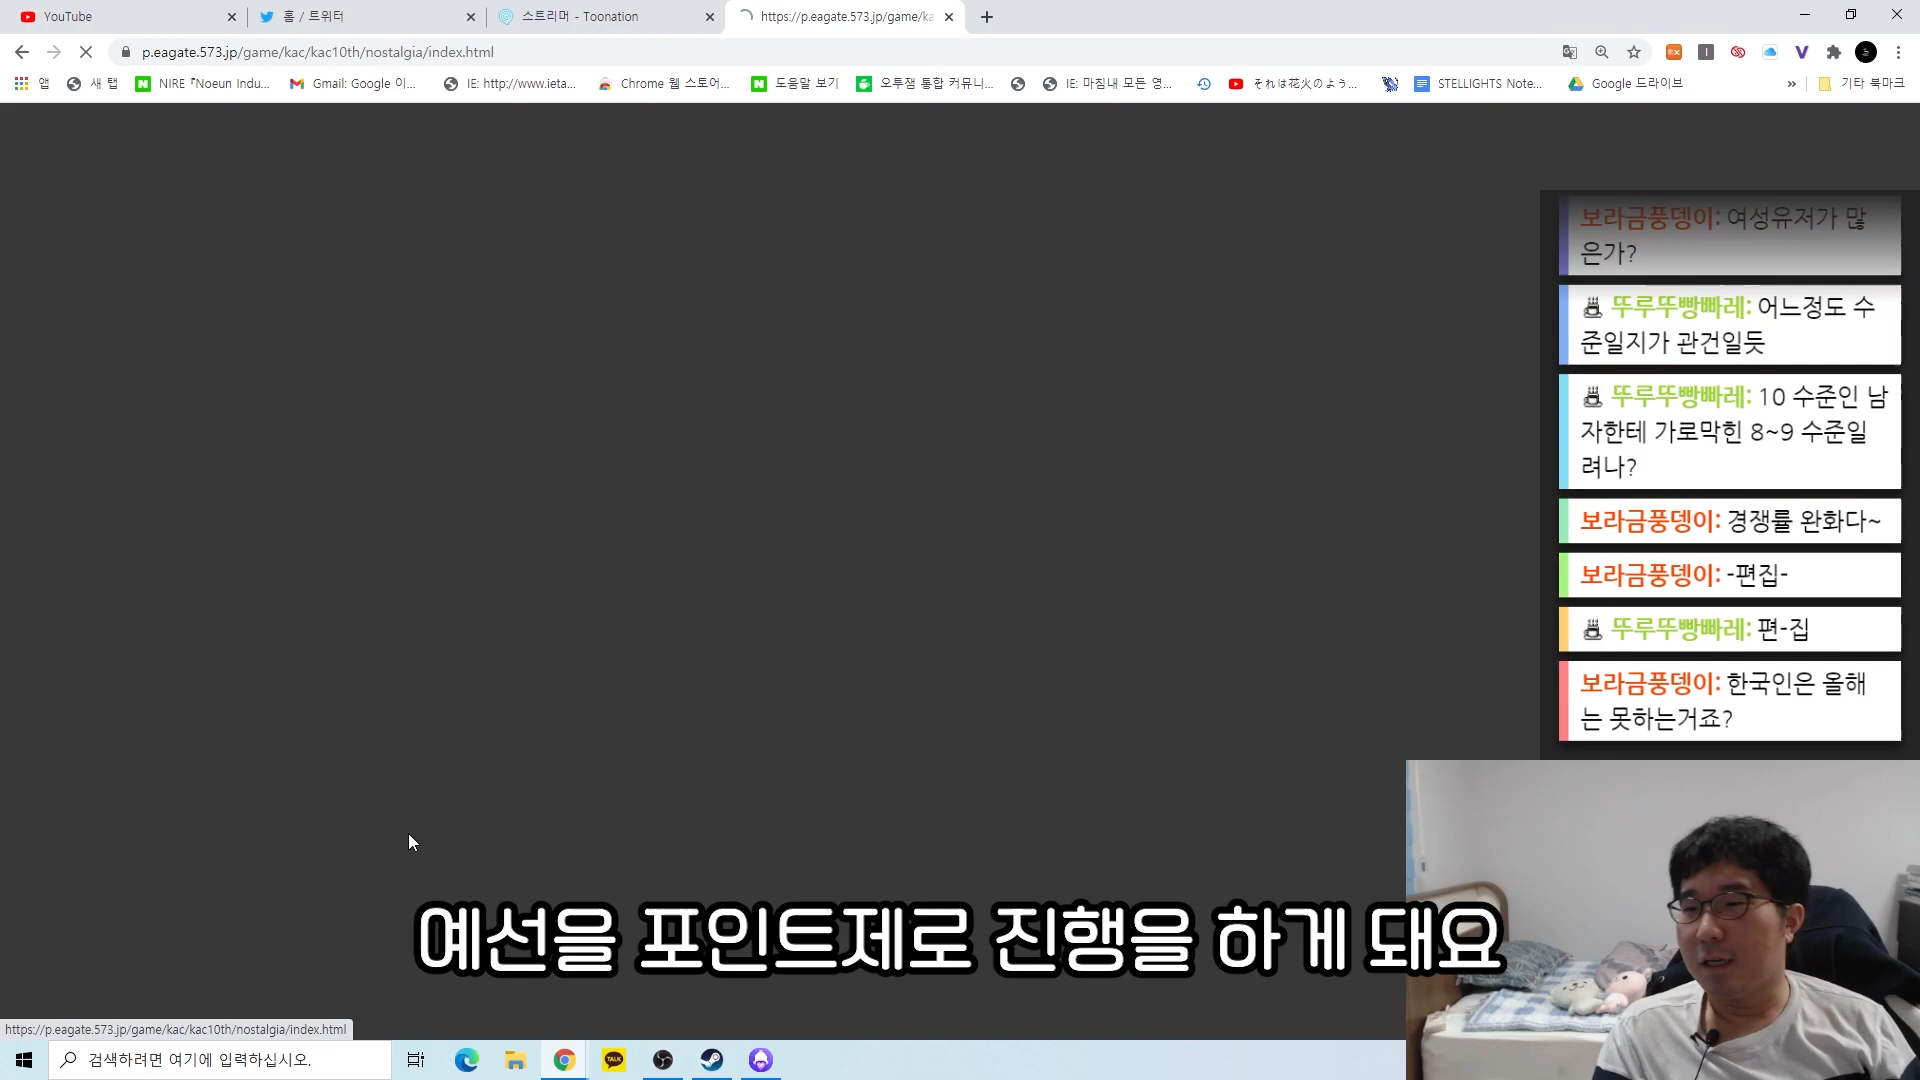 YouTube
홈 / 트위터
스트리머 - Toonation
https://p.eagate.573.jp/game/ka
p.eagate.573.jp/game/kac/kac10th/nostalgia/index.html
앱
새 탭
NIRE『Noeun Indu...
Gmail: Google 이...
IE: http://www.ieta...
Chrome 웹 스토어...
도움말 보기
오투잼 통합 커뮤니...
IE: 마침내 모든 영...
それは花火のよう...
STELLIGHTS Note...
Google 드라이브
»
기타 북마크
보라금풍뎅이: 여성유저가 많
은가?
뚜루뚜빵빠레: 어느정도 수
준일지가 관건일듯
뚜루뚜빵빠레: 10 수준인 남
자한테 가로막힌 8~9 수준일
려나?
보라금풍뎅이: 경쟁률 완화다~
보라금풍뎅이: -편집-
뚜루뚜빵빠레: 편-집
보라금풍뎅이: 한국인은 올해
는 못하는거죠?
예선을 포인트제로 진행을 하게 돼요
https://p.eagate.573.jp/game/kac/kac10th/nostalgia/index.html
검색하려면 여기에 입력하십시오.
TALK